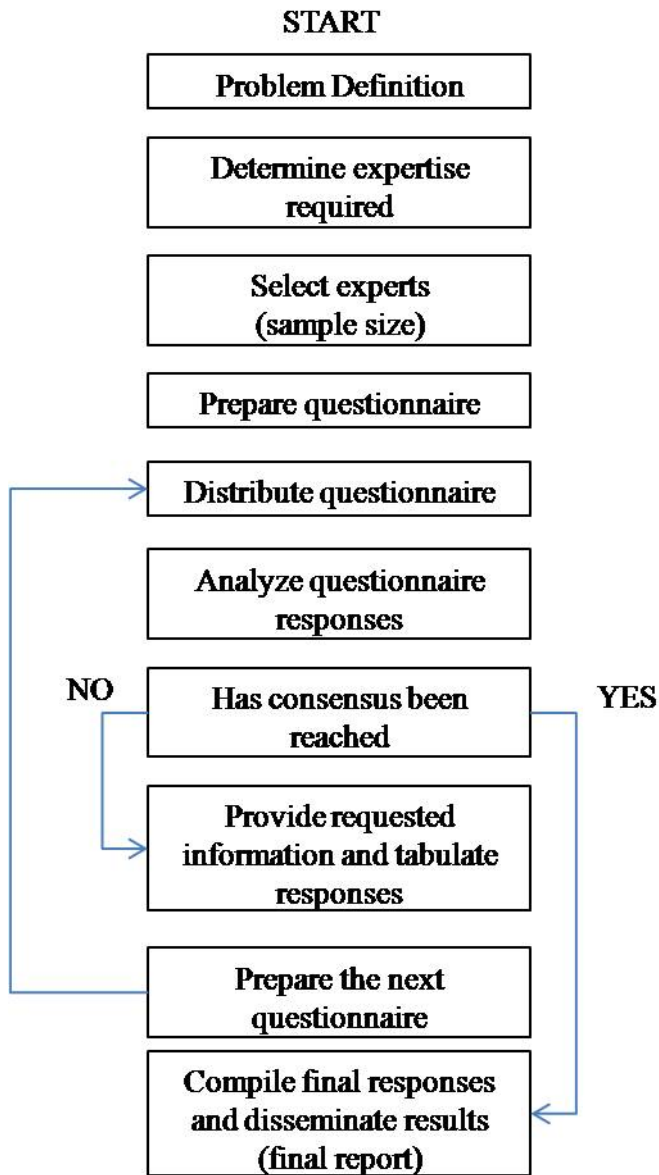 START
Problem Definition
Determine expertise
required
Select experts
(sample size)
Prepare questionnaire
Distribute questionnaire
Analyze questionnaire
responses
NO
Has consensus been
reached
YES
Provide requested
information and tabulate
responses
Prepare the next
questionnaire
Compile final responses
and disseminate results
(final report)